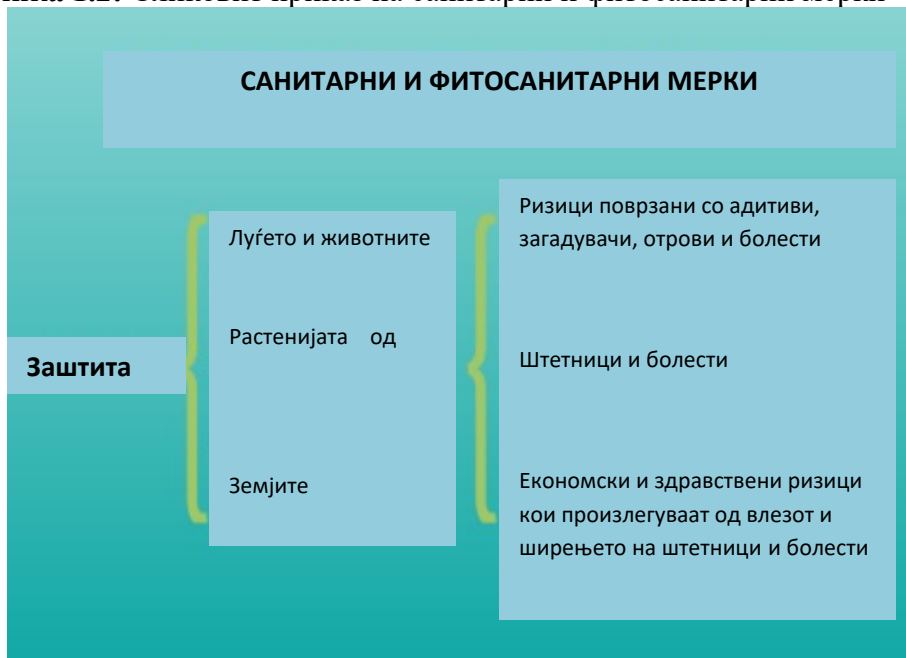 САНИТАРНИ И ФИТОСАНИТАРНИ МЕРКИ
Заштита
Луѓето и животните
Растенијата од
Земјите
Ризици поврзани со адитиви,
загадувачи, отрови и болести
Штетници и болести
Економски и здравствени ризици
кои произлегуваат од влезот и
ширењето на штетници и болести